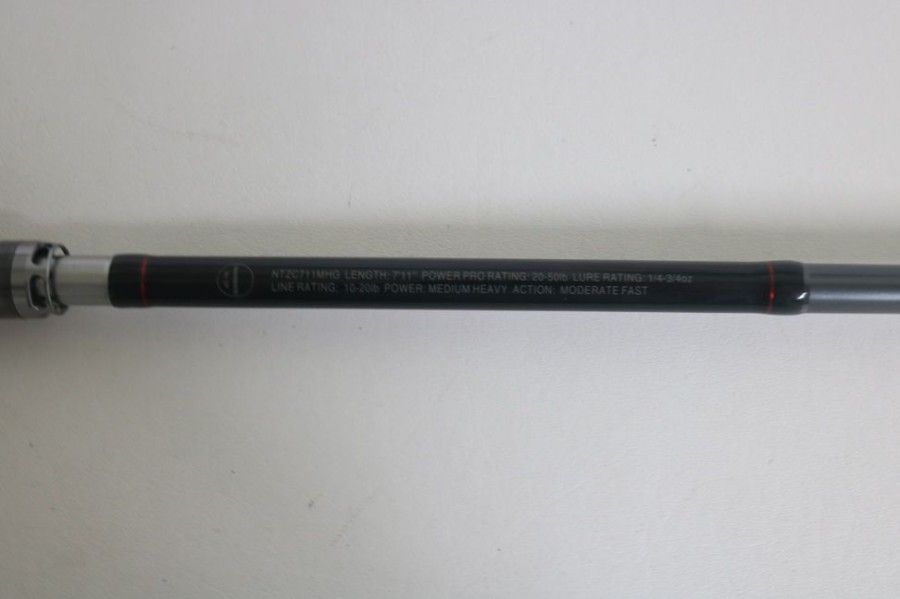 NTZC711MHG LENGTH: 7'11" POWER PRO RATING: 20-50lb LURE RATING: 1/4-3/4oz
LINE RATING: 10-20lb POWER: MEDIUM HEAVY ACTION: MODERATE FAST